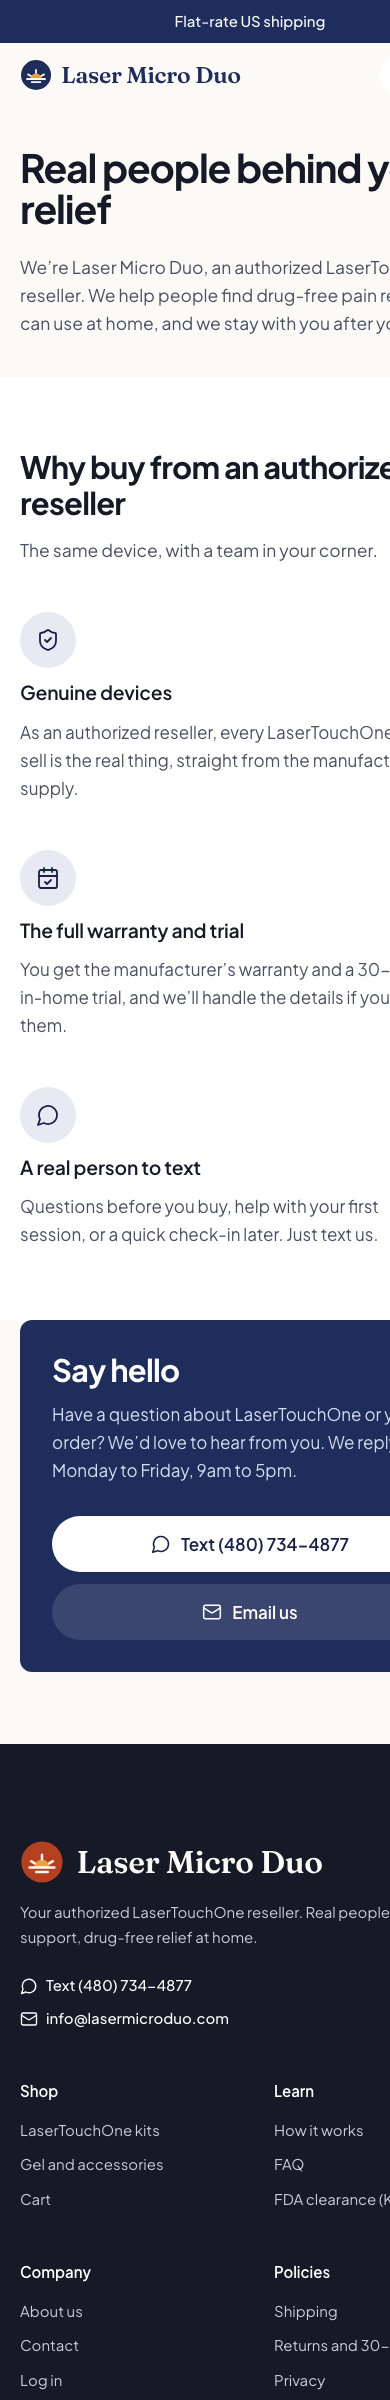 Flat-rate US shipping
Laser Micro Duo
Real people behind
relief
We're Laser Micro Duo, an authorized
reseller. We help people find drug-free pain
can use at home, and we stay with you after
Why buy from an
reseller
The same device, with a team in your corner.
Genuine devices
As an authorized reseller, every LaserTouchOne
sell is the real thing, straight from the
supply.
The full warranty and trial
You get the manufacturer's warranty and a 30-
in-home trial, and we'll handle the details if you
them.
A real person to text
Questions before you buy, help with your first
session, or a quick check-in later. Just text us.
Say hello
Have a question about LaserTouchOne or
order? We'd love to hear from you. We
Monday to Friday, 9am to 5pm.
Text (480) 734-4877
Email us
Laser Micro Duo
Your authorized LaserTouchOne reseller. Real people
support, drug-free relief at home.
Text (480) 734-4877
info@lasermicroduo.com
Shop
Learn
LaserTouchOne kits
How it works
Gel and accessories
FAQ
Cart
FDA clearance
Company
Policies
About us
Shipping
Contact
Returns and 30-
Log in
Privacy